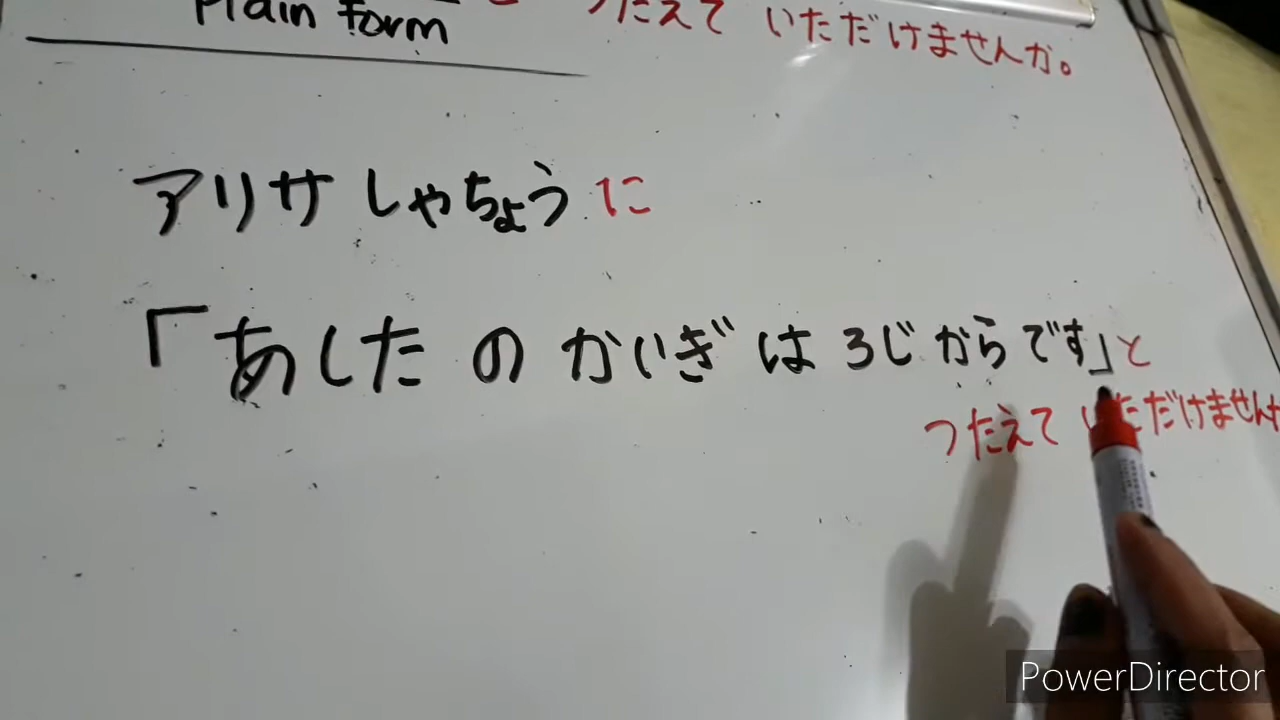 Plain form と つたえて いただけませんか。
アリサ しゃちょうに
「あした の かいぎ は 3じ から です」と
つたえて いただけませんか
PowerDirector